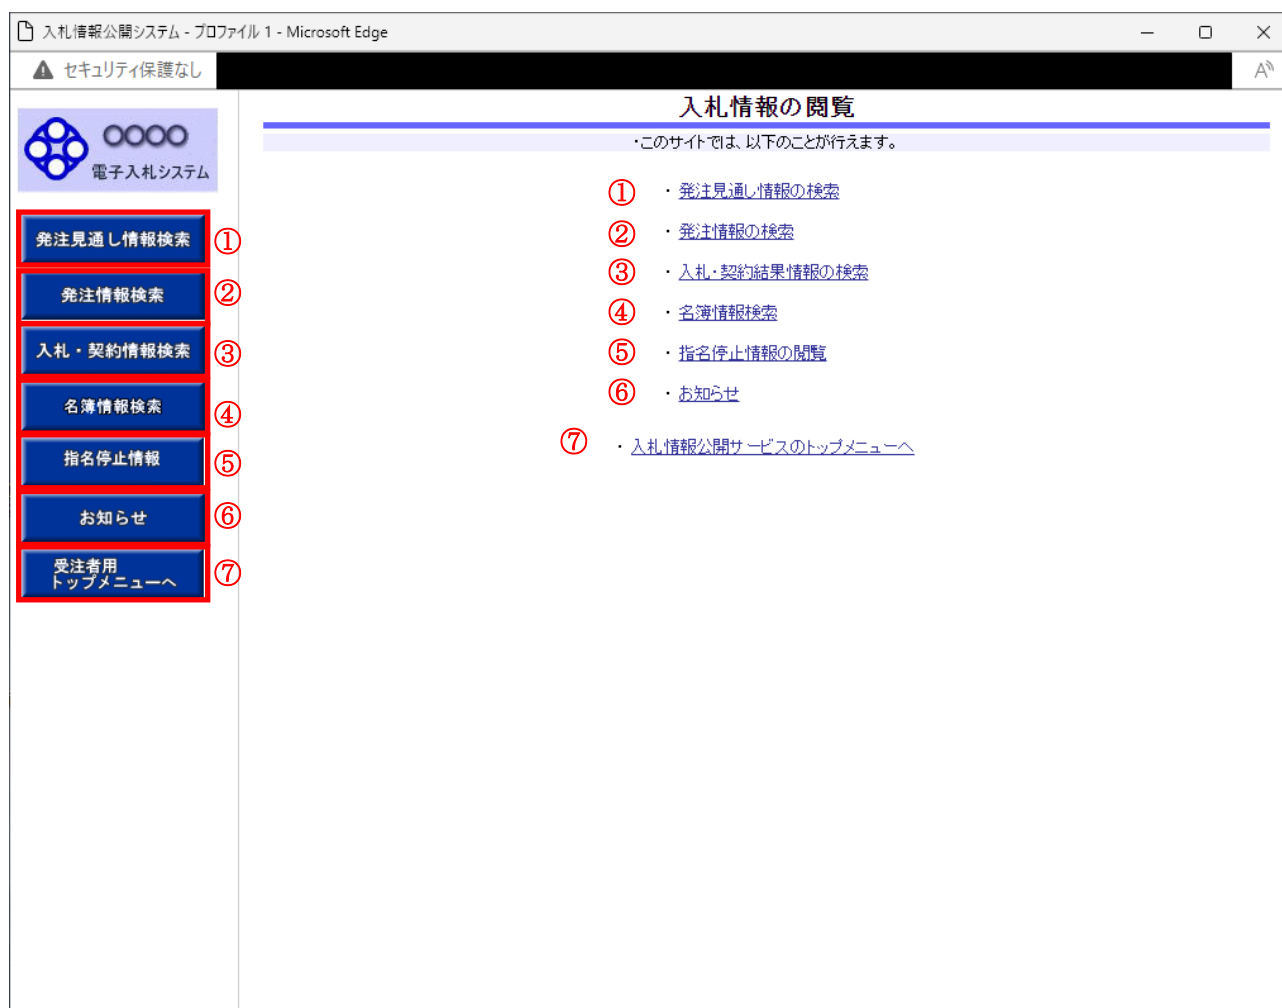 入札情報公開システム - プロファイル 1 - Microsoft Edge
セキュリティ保護なし
A
〇〇〇〇
電子入札システム
発注見通し情報検索 ①
発注情報検索 ②
入札・契約情報検索 ③
名簿情報検索 ④
指名停止情報 ⑤
お知らせ ⑥
受注者用
トップメニューへ ⑦
入札情報の閲覧
・このサイトでは、以下のことが行えます。
① ・発注見通し情報の検索
② ・発注情報の検索
③ ・入札・契約結果情報の検索
④ ・名簿情報検索
⑤ ・指名停止情報の閲覧
⑥ ・お知らせ
⑦ ・入札情報公開サービスのトップメニューへ